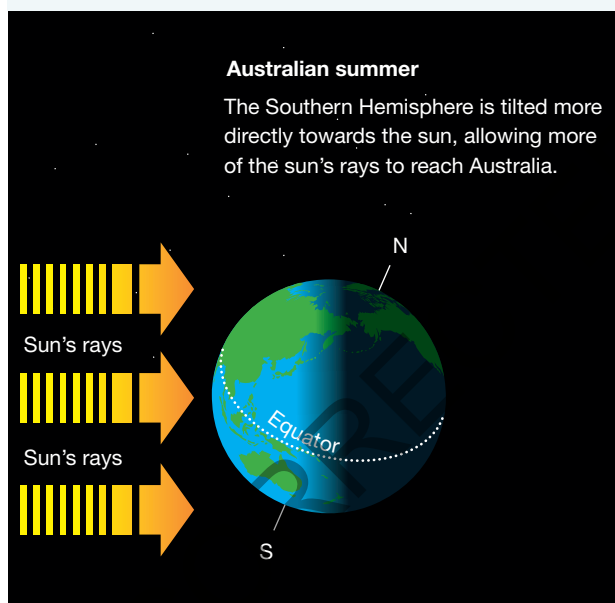 Australian summer
The Southern Hemisphere is tilted more
directly towards the sun, allowing more
of the sun’s rays to reach Australia.
N
Sun’s rays
Equator
Sun’s rays
S
PRE